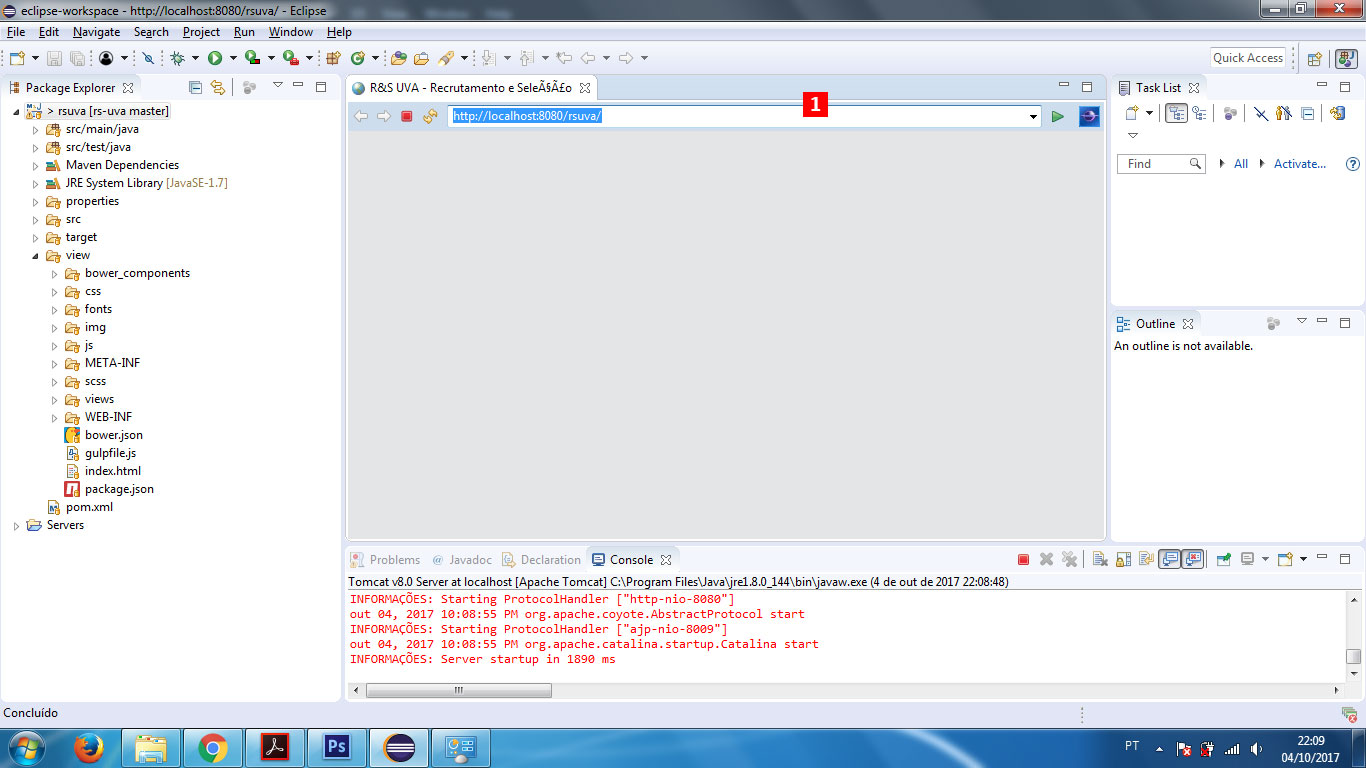 eclipse-workspace - http://localhost:8080/rsuva/ - Eclipse
File Edit Navigate Search Project Run Window Help
Quick Access
Package Explorer
> rsuva [rs-uva master]
src/main/java
src/test/java
Maven Dependencies
JRE System Library [JavaSE-1.7]
properties
src
target
view
bower_components
css
fonts
img
js
META-INF
scss
views
WEB-INF
bower.json
gulpfile.js
index.html
package.json
pom.xml
Servers
R&S UVA - Recrutamento e SeleÃ§Ã£o
1
http://localhost:8080/rsuva/
Task List
Find All Activate...
Outline
An outline is not available.
Problems @ Javadoc Declaration Console
Tomcat v8.0 Server at localhost [Apache Tomcat] C:\Program Files\Java\jre1.8.0_144\bin\javaw.exe (4 de out de 2017 22:08:48)
INFORMAÇÕES: Starting ProtocolHandler ["http-nio-8080"]
out 04, 2017 10:08:55 PM org.apache.coyote.AbstractProtocol start
INFORMAÇÕES: Starting ProtocolHandler ["ajp-nio-8009"]
out 04, 2017 10:08:55 PM org.apache.catalina.startup.Catalina start
INFORMAÇÕES: Server startup in 1890 ms
Concluído
Ps
PT
22:09
04/10/2017